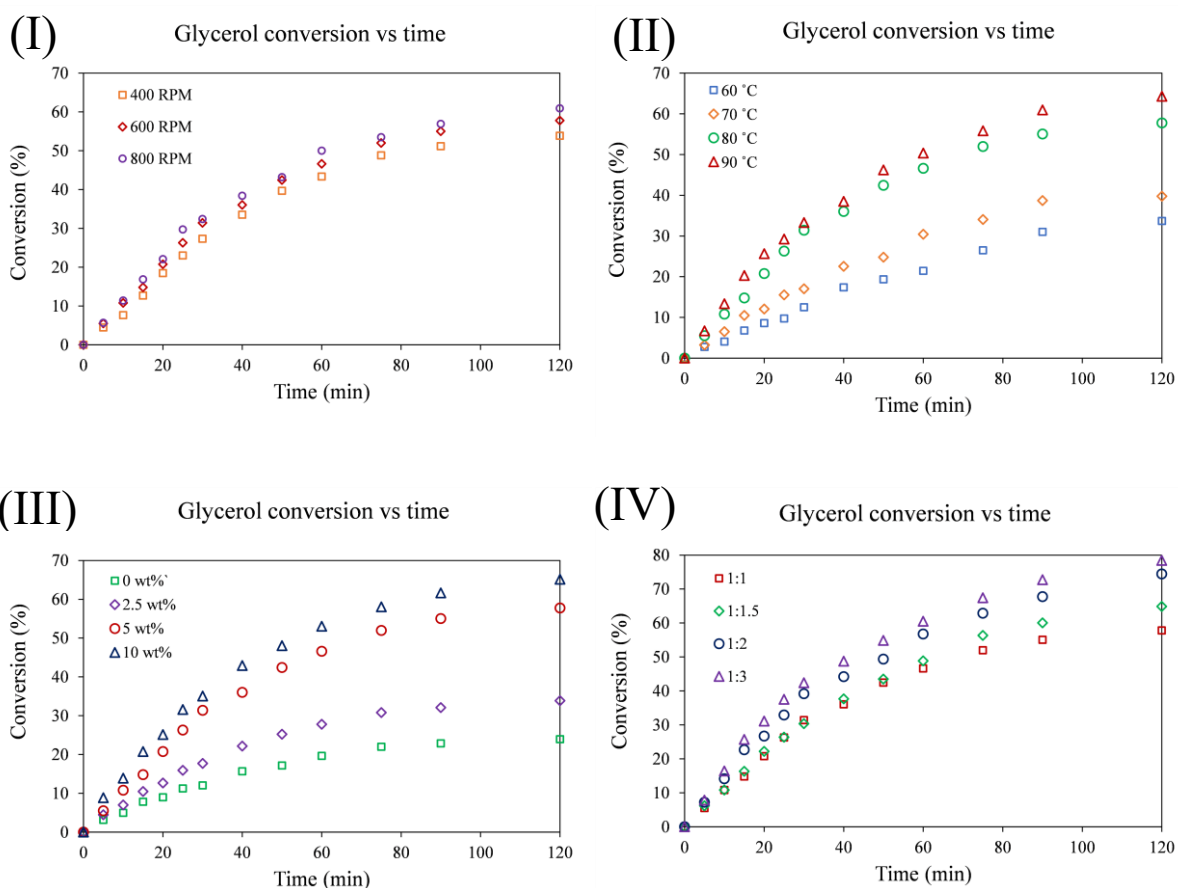 (I)
Glycerol conversion vs time
70
60
50
40
30
20
10
0
Conversion (%)
400 RPM
600 RPM
800 RPM
0 20 40 60 80 100 120
Time (min)
(II)
Glycerol conversion vs time
70
60
50
40
30
20
10
0
Conversion (%)
60 ˚C
70 ˚C
80 ˚C
90 ˚C
0 20 40 60 80 100 120
Time (min)
(III)
Glycerol conversion vs time
70
60
50
40
30
20
10
0
Conversion (%)
0 wt%`
2.5 wt%
5 wt%
10 wt%
0 20 40 60 80 100 120
Time (min)
(IV)
Glycerol conversion vs time
80
70
60
50
40
30
20
10
0
Conversion (%)
1:1
1:1.5
1:2
1:3
0 20 40 60 80 100 120
Time (min)